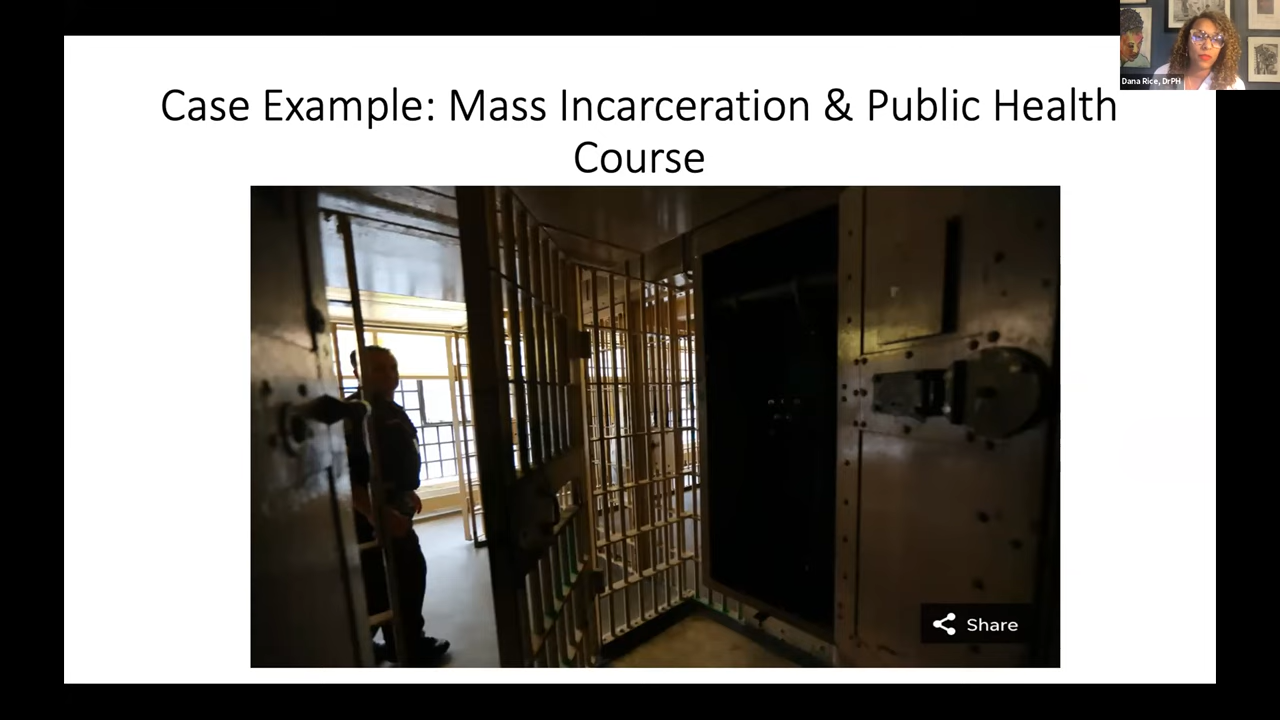 Dana Rice, DrPH
Case Example: Mass Incarceration & Public Health
Course
Share